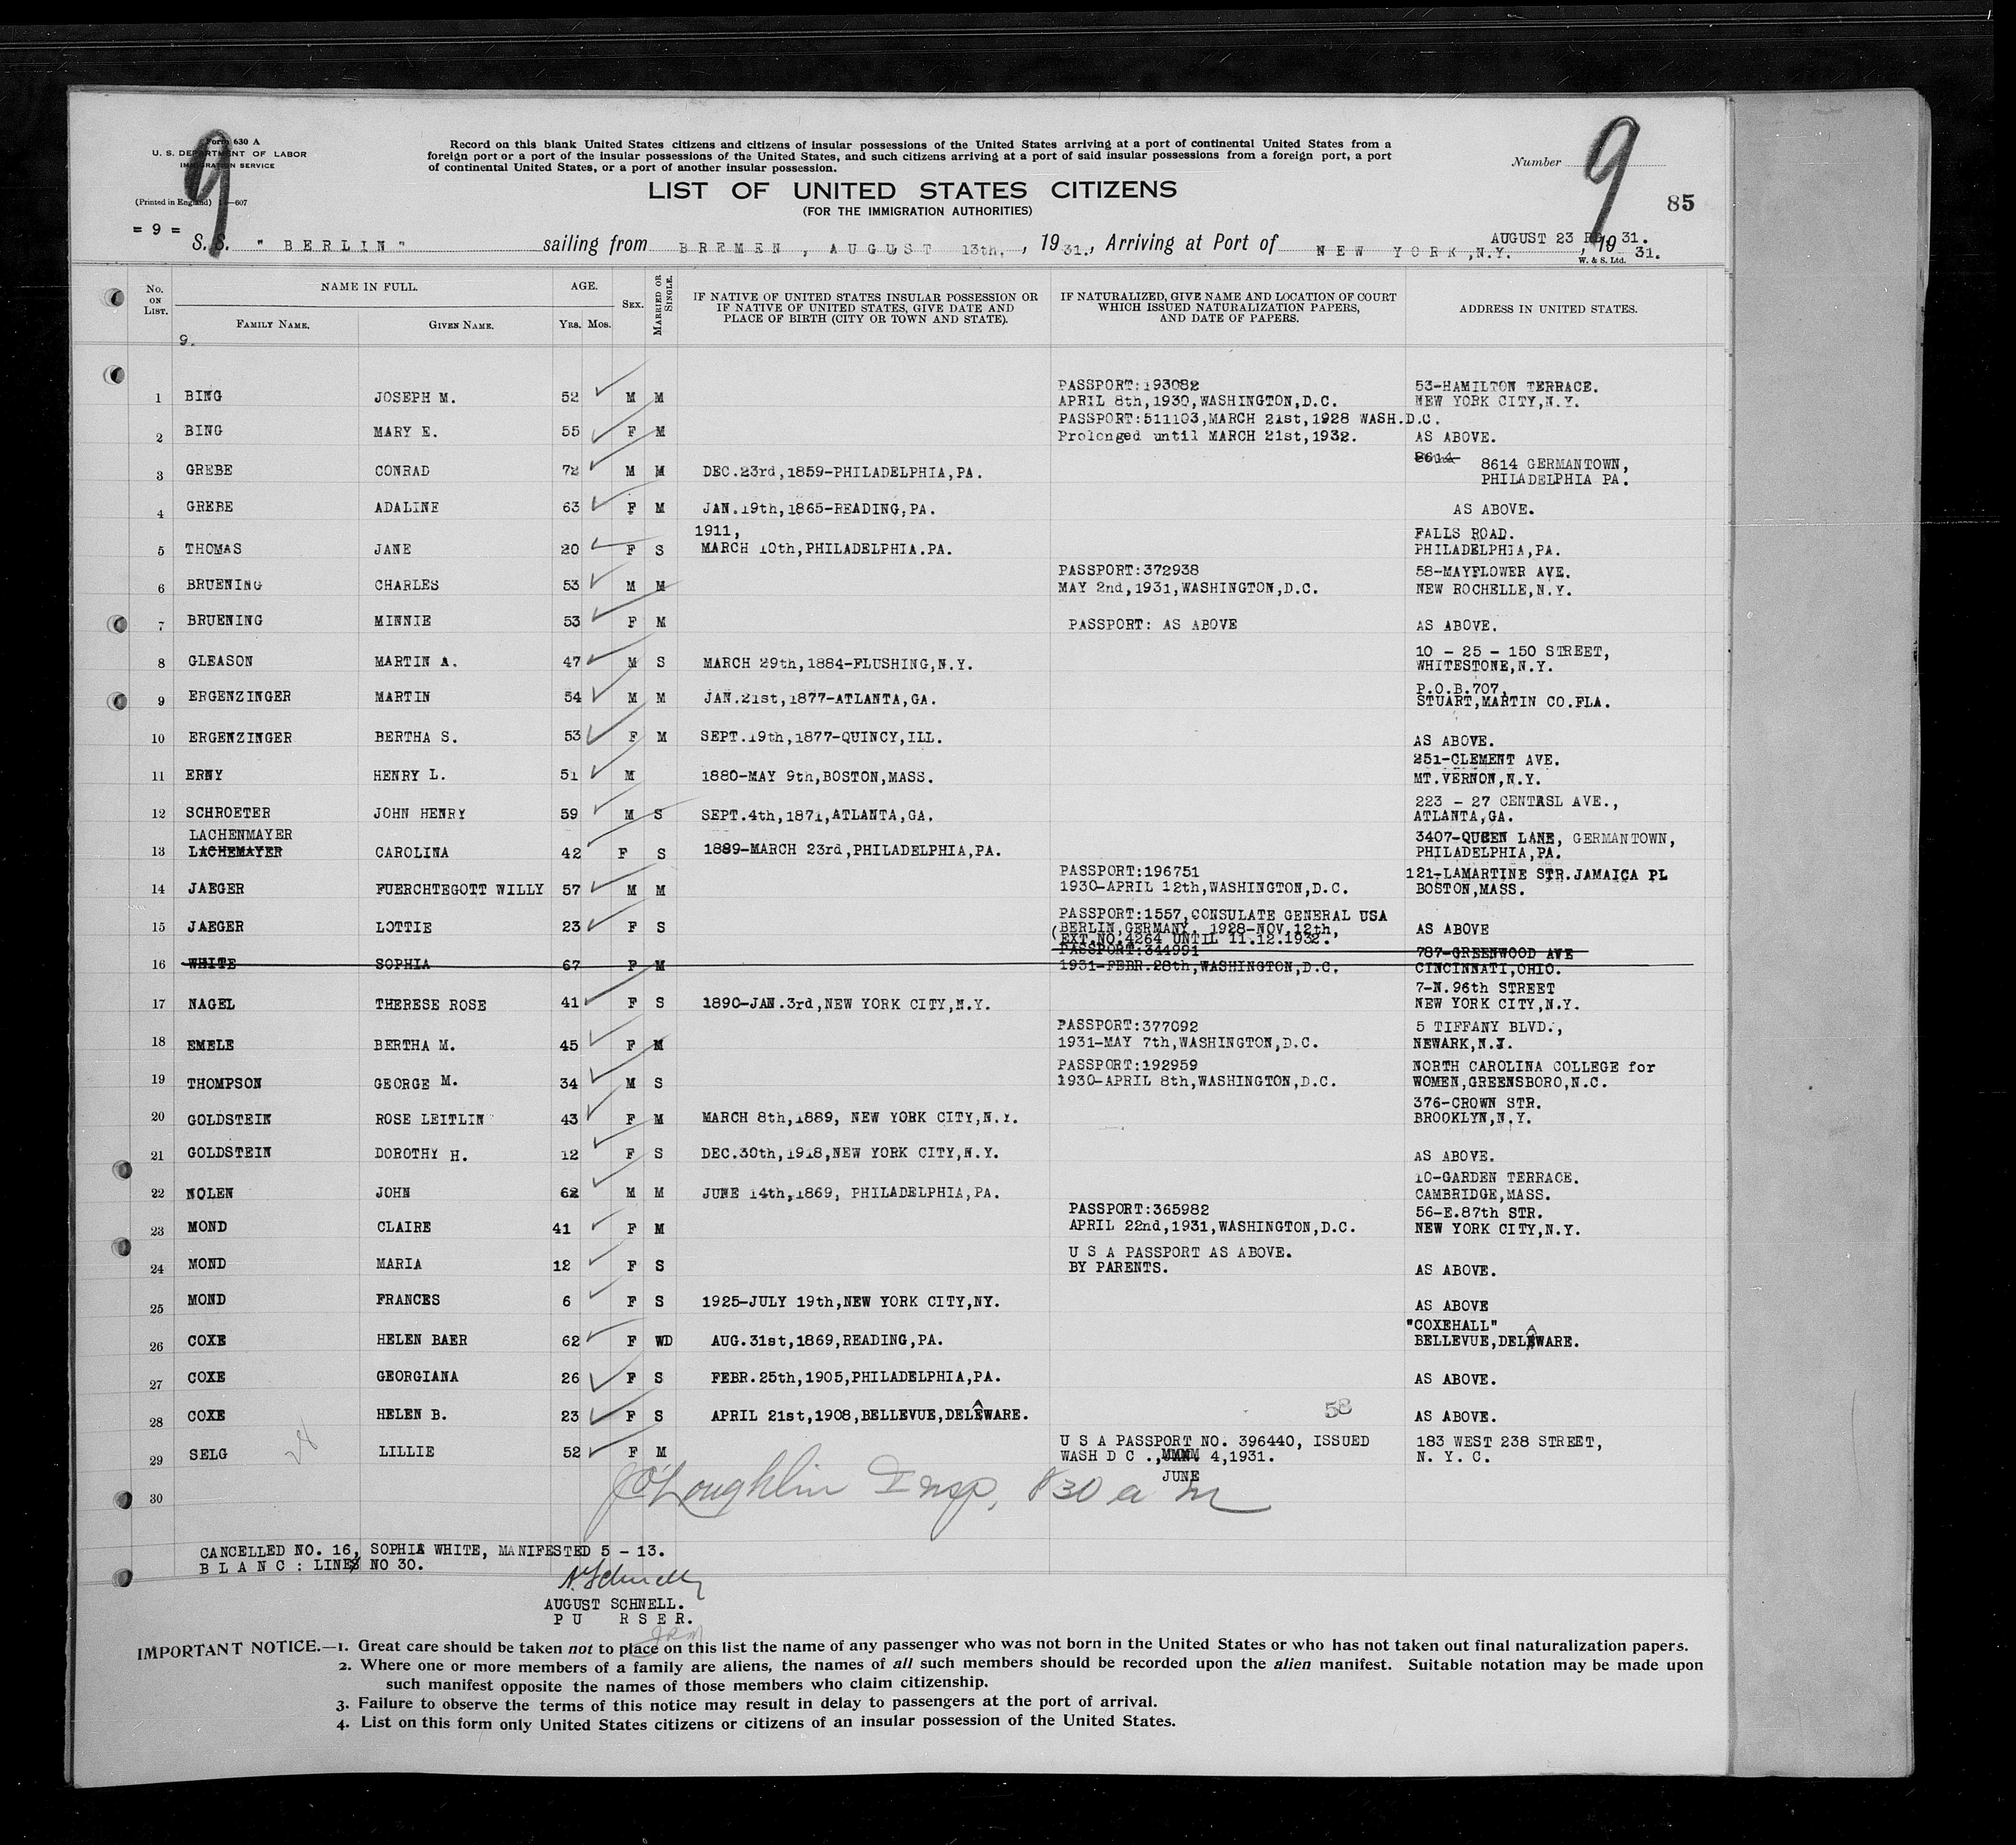 Form 630 A
U. S. DEPARTMENT OF LABOR
IMMIGRATION SERVICE
(Printed in England) —607
Record on this blank United States citizens and citizens of insular possessions of the United States arriving at a port of continental United States from a
foreign port or a port of the insular possessions of the United States, and such citizens arriving at a port of said insular possessions from a foreign port, a port
of continental United States, or a port of another insular possession.
LIST OF UNITED STATES CITIZENS
(FOR THE IMMIGRATION AUTHORITIES)
Number
9
9
85
= 9 =
S.S. "BERLIN" sailing from BREMEN, AUGUST 13th., 1931., Arriving at Port of NEW YORK, N.Y., 1931.
AUGUST 23 RD 31.
W. & S. Ltd.
No. ON LIST. NAME IN FULL. AGE. SEX. MARRIED OR SINGLE. IF NATIVE OF UNITED STATES INSULAR POSSESSION OR IF NATIVE OF UNITED STATES, GIVE DATE AND PLACE OF BIRTH (CITY OR TOWN AND STATE). IF NATURALIZED, GIVE NAME AND LOCATION OF COURT WHICH ISSUED NATURALIZATION PAPERS, AND DATE OF PAPERS. ADDRESS IN UNITED STATES.
FAMILY NAME. GIVEN NAME. Yrs. Mos.
9.
PASSPORT:193082 53-HAMILTON TERRACE.
1 BING JOSEPH M. 52 M M APRIL 8th,1930,WASHINGTON,D.C. NEW YORK CITY,N.Y.
PASSPORT:511103,MARCH 21st,1928 WASH.D.C.
2 BING MARY E. 55 F M Prolonged until MARCH 21st,1932. AS ABOVE.
3 GREBE CONRAD 72 M M DEC.23rd,1859-PHILADELPHIA,PA. 8614 8614 GERMANTOWN,
PHILADELPHIA PA.
4 GREBE ADALINE 63 F M JAN.19th,1865-READING,PA. AS ABOVE.
1911, FALLS ROAD.
5 THOMAS JANE 20 F S MARCH 10th,PHILADELPHIA.PA. PHILADELPHIA,PA.
PASSPORT:372938 58-MAYFLOWER AVE.
6 BRUENING CHARLES 53 M M MAY 2nd,1931,WASHINGTON,D.C. NEW ROCHELLE,N.Y.
7 BRUENING MINNIE 53 F M PASSPORT: AS ABOVE AS ABOVE.
10 - 25 - 150 STREET,
8 GLEASON MARTIN A. 47 M S MARCH 29th,1884-FLUSHING,N.Y. WHITESTONE,N.Y.
P.O.B.707,
9 ERGENZINGER MARTIN 54 M M JAN.21st,1877-ATLANTA,GA. STUART,MARTIN CO.FLA.
10 ERGENZINGER BERTHA S. 53 F M SEPT.19th,1877-QUINCY,ILL. AS ABOVE.
251-CLEMENT AVE.
11 ERNY HENRY L. 51 M 1880-MAY 9th,BOSTON,MASS. MT.VERNON,N.Y.
223 - 27 CENTRSL AVE.,
12 SCHROETER JOHN HENRY 59 M S SEPT.4th,1871,ATLANTA,GA. ATLANTA,GA.
LACHENMAYER 3407-QUEEN LANE, GERMANTOWN,
13 LACHEMAYER CAROLINA 42 F S 1889-MARCH 23rd,PHILADELPHIA,PA. PHILADELPHIA,PA.
PASSPORT:196751 121-LAMARTINE STR.JAMAICA PL
14 JAEGER FUERCHTEGOTT WILLY 57 M M 1930-APRIL 12th,WASHINGTON,D.C. BOSTON,MASS.
PASSPORT:1557,CONSULATE GENERAL USA
15 JAEGER LOTTIE 23 F S BERLIN,GERMANY. 1928-NOV.12th, AS ABOVE
(EXT.NO.4264 UNTIL 11.12.1932.
PASSPORT:344991 787-GREENWOOD AVE
16 WHITE SOPHIA 67 F M 1931-FEBR.28th,WASHINGTON,D.C. CINCINNATI,OHIO.
7-N.96th STREET
17 NAGEL THERESE ROSE 41 F S 1890-JAN.3rd,NEW YORK CITY,N.Y. NEW YORK CITY,N.Y.
PASSPORT:377092 5 TIFFANY BLVD.,
18 EMELE BERTHA M. 45 F M 1931-MAY 7th,WASHINGTON,D.C. NEWARK,N.J.
PASSPORT:192959 NORTH CAROLINA COLLEGE for
19 THOMPSON GEORGE M. 34 M S 1930-APRIL 8th,WASHINGTON,D.C. WOMEN,GREENSBORO,N.C.
376-CROWN STR.
20 GOLDSTEIN ROSE LEITLIN 43 F M MARCH 8th,1889, NEW YORK CITY,N.Y. BROOKLYN,N.Y.
21 GOLDSTEIN DOROTHY H. 12 F S DEC.30th,1918,NEW YORK CITY,N.Y. AS ABOVE.
10-GARDEN TERRACE.
22 NOLEN JOHN 62 M M JUNE 14th,1869, PHILADELPHIA,PA. CAMBRIDGE,MASS.
PASSPORT:365982 56-E.87th STR.
23 MOND CLAIRE 41 F M APRIL 22nd,1931,WASHINGTON,D.C. NEW YORK CITY,N.Y.
U S A PASSPORT AS ABOVE.
24 MOND MARIA 12 F S BY PARENTS. AS ABOVE.
25 MOND FRANCES 6 F S 1925-JULY 19th,NEW YORK CITY,NY. AS ABOVE
"COXEHALL"
26 COXE HELEN BAER 62 F WD AUG.31st,1869,READING,PA. BELLEVUE,DELAWARE.
27 COXE GEORGIANA 26 F S FEBR.25th,1905,PHILADELPHIA,PA. AS ABOVE.
28 COXE HELEN B. 23 F S APRIL 21st,1908,BELLEVUE,DELAWARE. 58 AS ABOVE.
U S A PASSPORT NO. 396440, ISSUED 183 WEST 238 STREET,
29 SELG 28 LILLIE 52 F M WASH D C ., 4,1931. N. Y. C.
JUNE
30 J O'Loughlin Insp. 830 a m
CANCELLED NO. 16, SOPHIA WHITE, MANIFESTED 5 - 13.
B L A N C : LINE NO 30.
A. Schnell
AUGUST SCHNELL.
P U R S E R.
IMPORTANT NOTICE.—1. Great care should be taken not to place on this list the name of any passenger who was not born in the United States or who has not taken out final naturalization papers.
2. Where one or more members of a family are aliens, the names of all such members should be recorded upon the alien manifest. Suitable notation may be made upon
such manifest opposite the names of those members who claim citizenship.
3. Failure to observe the terms of this notice may result in delay to passengers at the port of arrival.
4. List on this form only United States citizens or citizens of an insular possession of the United States.